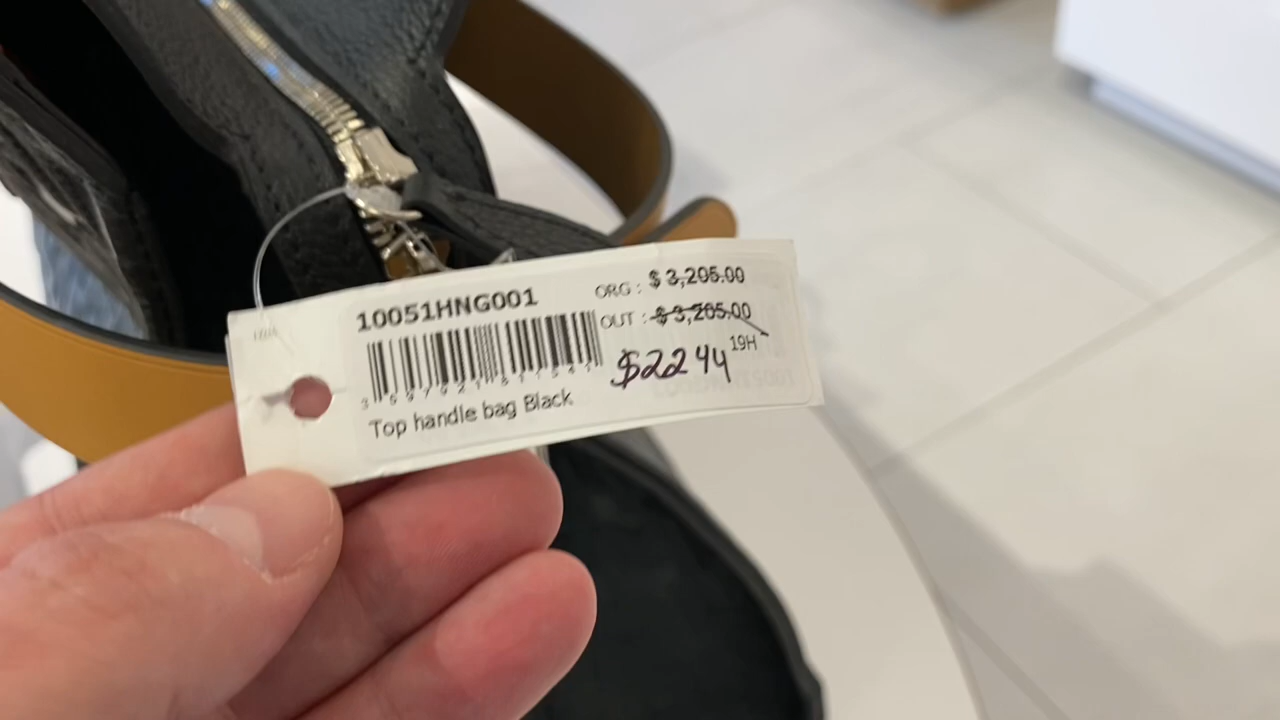 10051HNG001
ORG : $ 3,205.00
OUT : $ 3,205.00
$2244
19H
Top handle bag Black